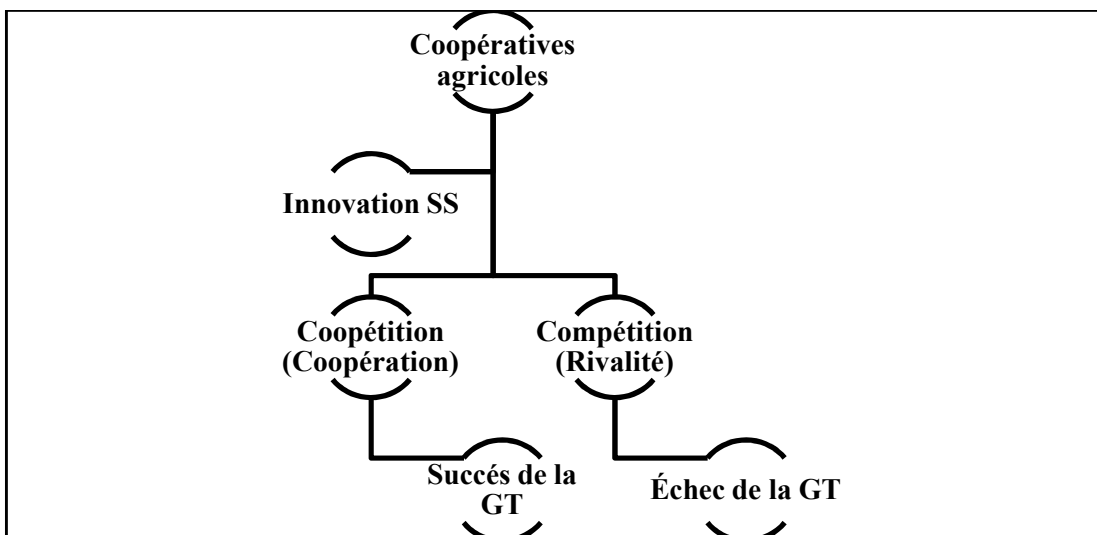 Coopératives
agricoles
Innovation SS
Coopétition
(Coopération)
Compétition
(Rivalité)
Succés de la
GT
Échec de la GT